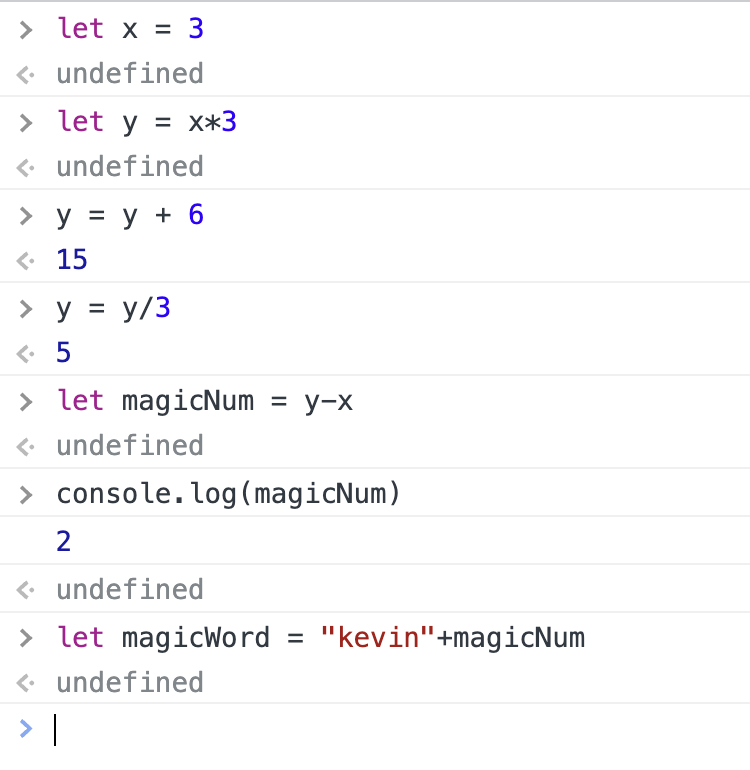 > let x = 3
<· undefined
> let y = x*3
<· undefined
> y = y + 6
<· 15
> y = y/3
<· 5
> let magicNum = y-x
<· undefined
> console.log(magicNum)
2
<· undefined
> let magicWord = "kevin"+magicNum
<· undefined
>